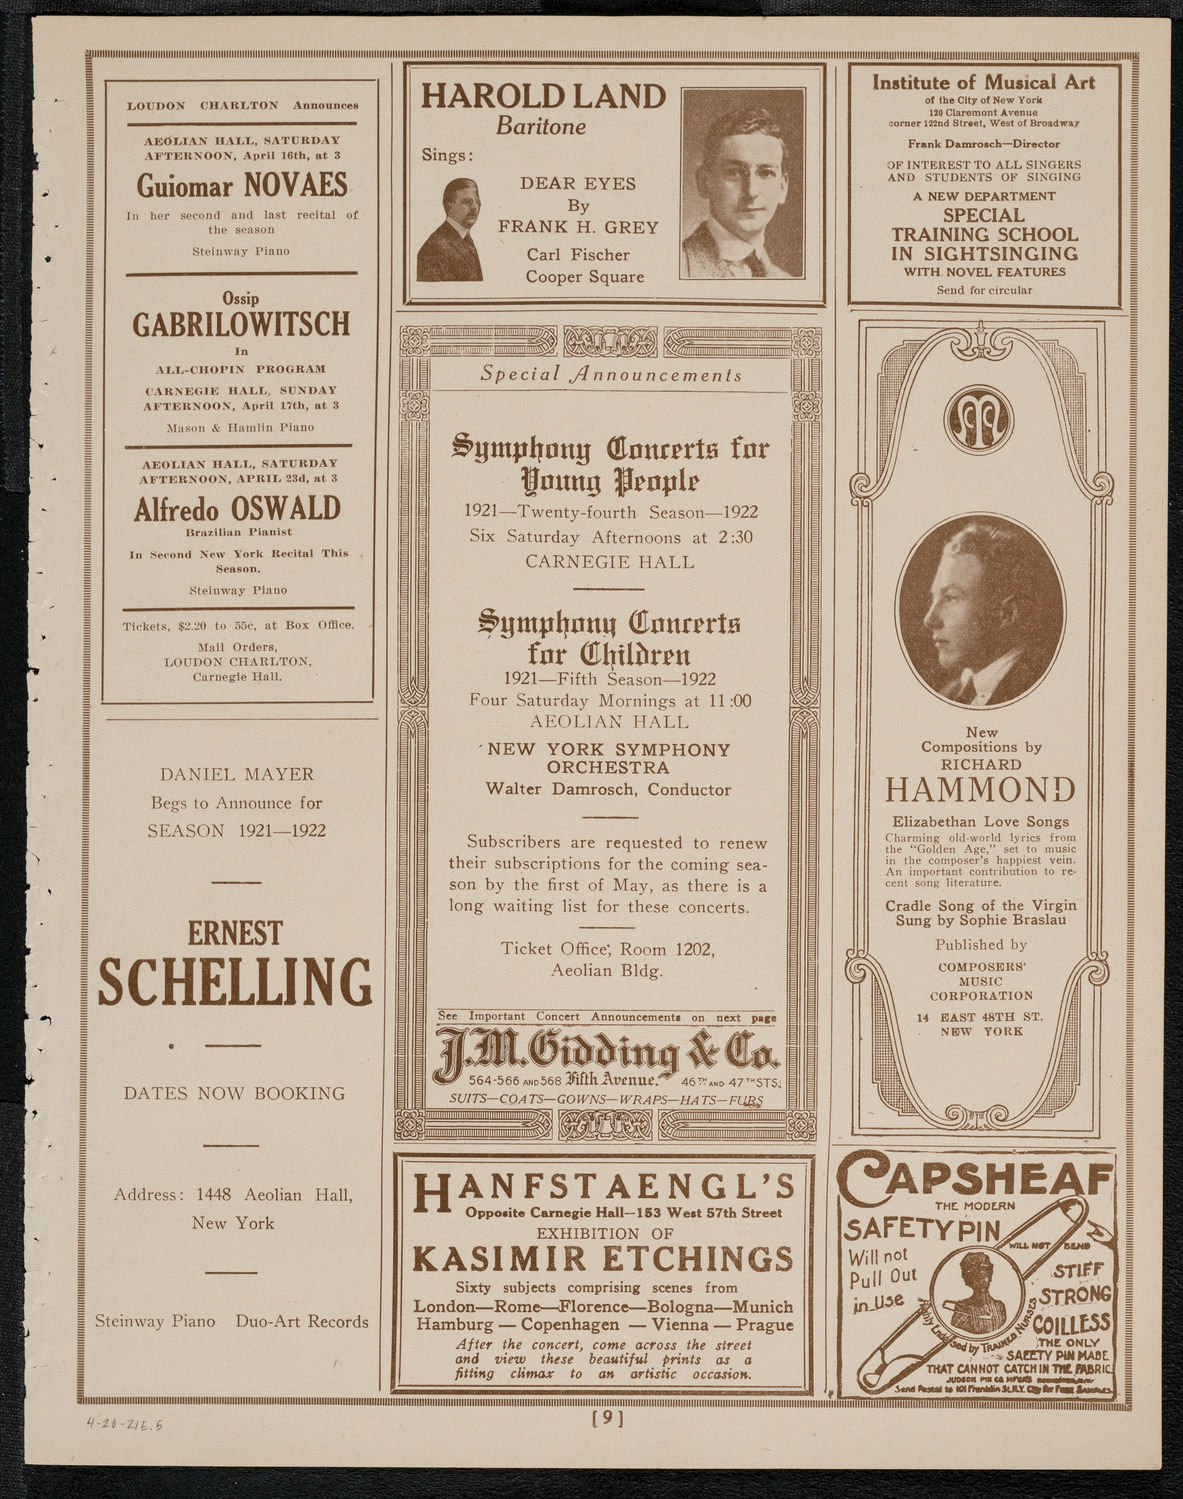 LOUDON CHARLTON Announces
AEOLIAN HALL, SATURDAY
AFTERNOON, April 16th, at 3
Guiomar NOVAES
In her second and last recital of
the season
Steinway Piano
Ossip
GABRILOWITSCH
In
ALL-CHOPIN PROGRAM
CARNEGIE HALL, SUNDAY
AFTERNOON, April 17th, at 3
Mason & Hamlin Piano
AEOLIAN HALL, SATURDAY
AFTERNOON, APRIL 23d, at 3
Alfredo OSWALD
Brazilian Pianist
In Second New York Recital This
Season.
Steinway Piano
Tickets, $2.20 to 55c, at Box Office.
Mail Orders,
LOUDON CHARLTON,
Carnegie Hall.
DANIEL MAYER
Begs to Announce for
SEASON 1921—1922
ERNEST
SCHELLING
DATES NOW BOOKING
Address: 1448 Aeolian Hall,
New York
Steinway Piano Duo-Art Records
HAROLD LAND
Baritone
Sings:
DEAR EYES
By
FRANK H. GREY
Carl Fischer
Cooper Square
Special Announcements
Symphony Concerts for
Young People
1921—Twenty-fourth Season—1922
Six Saturday Afternoons at 2:30
CARNEGIE HALL
Symphony Concerts
for Children
1921—Fifth Season—1922
Four Saturday Mornings at 11:00
AEOLIAN HALL
NEW YORK SYMPHONY
ORCHESTRA
Walter Damrosch, Conductor
Subscribers are requested to renew
their subscriptions for the coming sea-
son by the first of May, as there is a
long waiting list for these concerts.
Ticket Office, Room 1202,
Aeolian Bldg.
See Important Concert Announcements on next page
J.M. Gidding & Co.
564-566 AND 568 Fifth Avenue. 46TH AND 47TH STS.
SUITS—COATS—GOWNS—WRAPS—HATS—FURS
HANFSTAENGL'S
Opposite Carnegie Hall—153 West 57th Street
EXHIBITION OF
KASIMIR ETCHINGS
Sixty subjects comprising scenes from
London—Rome—Florence—Bologna—Munich
Hamburg — Copenhagen — Vienna — Prague
After the concert, come across the street
and view these beautiful prints as a
fitting climax to an artistic occasion.
Institute of Musical Art
of the City of New York
120 Claremont Avenue
corner 122nd Street, West of Broadway
Frank Damrosch—Director
OF INTEREST TO ALL SINGERS
AND STUDENTS OF SINGING
A NEW DEPARTMENT
SPECIAL
TRAINING SCHOOL
IN SIGHTSINGING
WITH NOVEL FEATURES
Send for circular
New
Compositions by
RICHARD
HAMMOND
Elizabethan Love Songs
Charming old-world lyrics from
the "Golden Age," set to music
in the composer's happiest vein.
An important contribution to re-
cent song literature.
Cradle Song of the Virgin
Sung by Sophie Braslau
Published by
COMPOSERS'
MUSIC
CORPORATION
14 EAST 48TH ST.
NEW YORK
CAPSHEAF
THE MODERN
SAFETY PIN
WILL NOT BEND
Will not
Pull Out
in Use
STIFF
STRONG
COILLESS
Highly Endorsed by TRAINED NURSES
THE ONLY
SAFETY PIN MADE
THAT CANNOT CATCH IN THE FABRIC.
JUDSON PIN CO MFGRS
Send Postal to 101 Franklin St. N.Y. City for FREE SAMPLES
[ 9 ]
4-20-21E.5